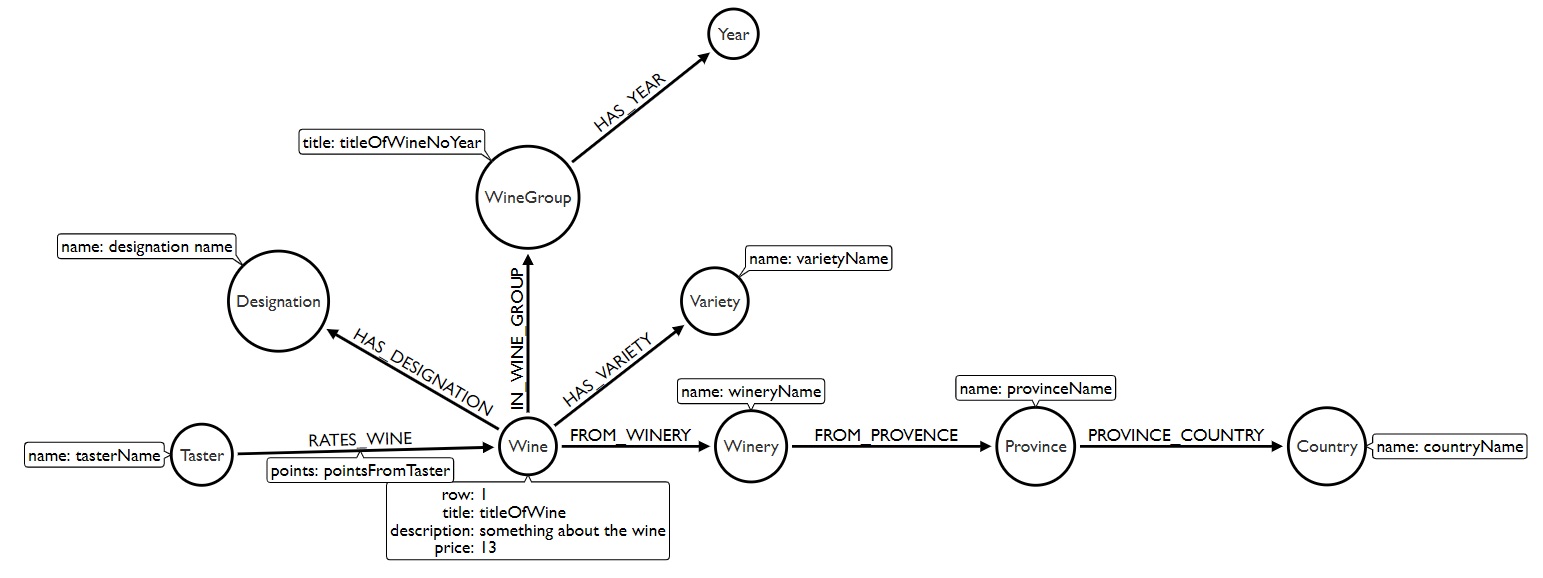 Year
HAS_YEAR
title: titleOfWineNoYear
WineGroup
name: designation name
name: varietyName
Designation
IN_WINE_GROUP
Variety
HAS_DESIGNATION
HAS_VARIETY
name: wineryName
name: provinceName
name: tasterName
Taster
RATES_WINE
points: pointsFromTaster
Wine
FROM_WINERY
Winery
FROM_PROVENCE
Province
PROVINCE_COUNTRY
Country
name: countryName
row: 1
title: titleOfWine
description: something about the wine
price: 13